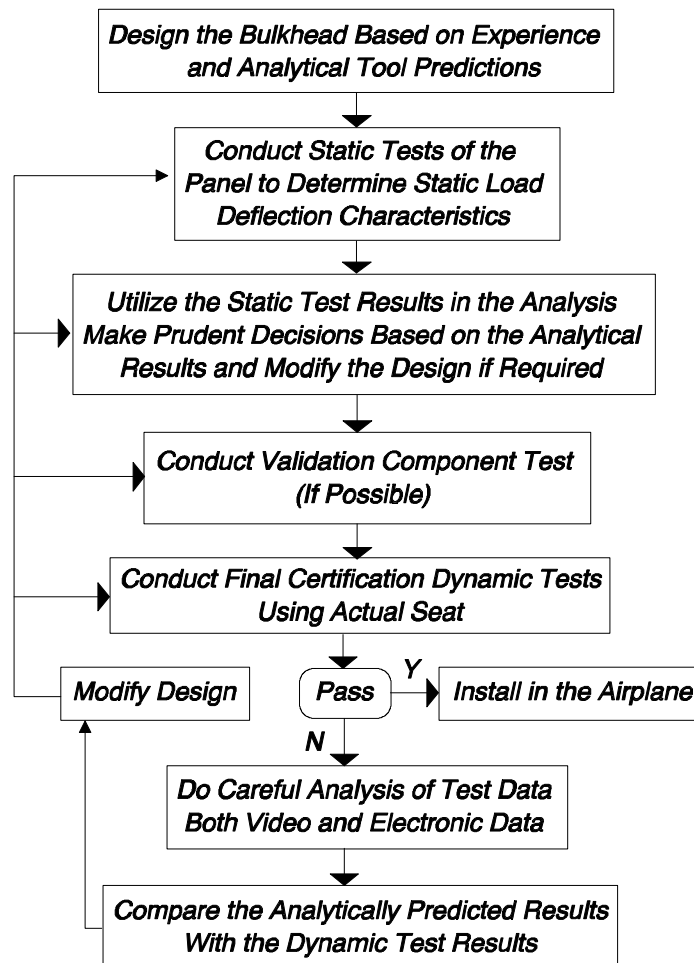 Design the Bulkhead Based on Experience
and Analytical Tool Predictions
Conduct Static Tests of the
Panel to Determine Static Load
Deflection Characteristics
Utilize the Static Test Results in the Analysis
Make Prudent Decisions Based on the Analytical
Results and Modify the Design if Required
Conduct Validation Component Test
(If Possible)
Conduct Final Certification Dynamic Tests
Using Actual Seat
Modify Design
Pass
Y
Install in the Airplane
N
Do Careful Analysis of Test Data
Both Video and Electronic Data
Compare the Analytically Predicted Results
With the Dynamic Test Results